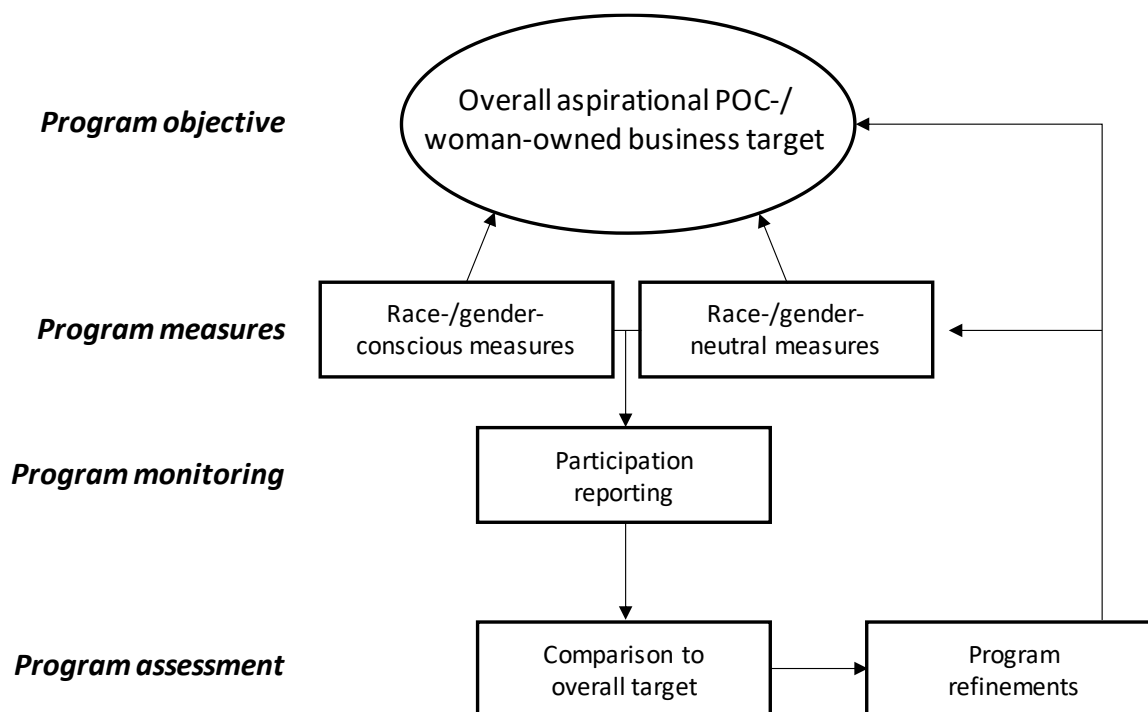 Program objective
Overall aspirational POC-/
woman-owned business target
Program measures
Race-/gender-
conscious measures
Race-/gender-
neutral measures
Program monitoring
Participation
reporting
Program assessment
Comparison to
overall target
Program
refinements